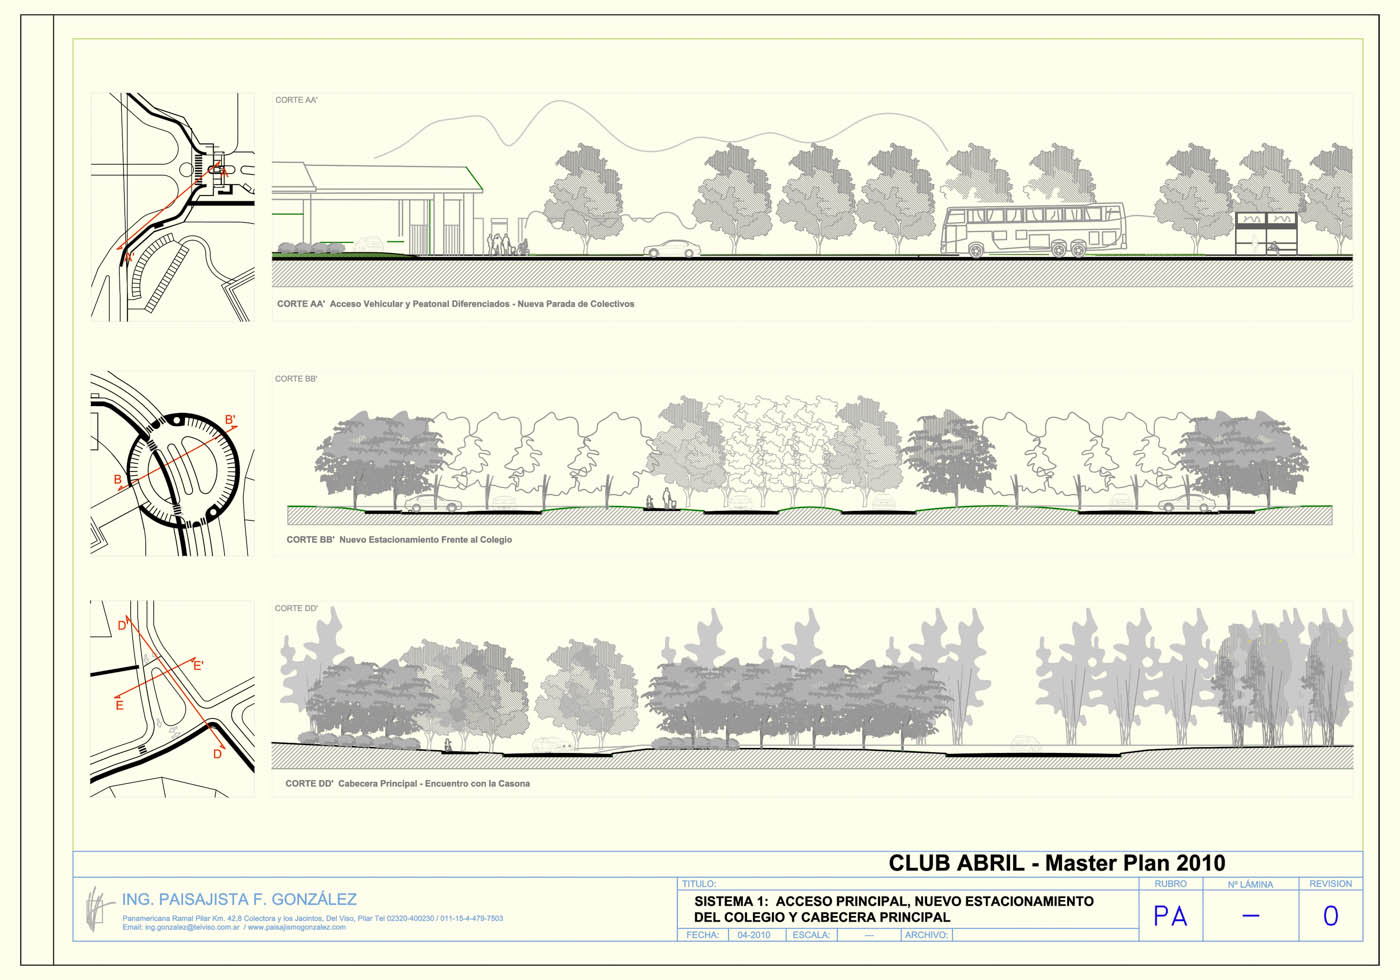 CORTE AA'
A
A'
CORTE AA' Acceso Vehicular y Peatonal Diferenciados - Nueva Parada de Colectivos
CORTE BB'
B'
B
CORTE BB' Nuevo Estacionamiento Frente al Colegio
CORTE DD'
D'
E'
E
D
CORTE DD' Cabecera Principal - Encuentro con la Casona
CLUB ABRIL - Master Plan 2010
ING. PAISAJISTA F. GONZÁLEZ
Panamericana Ramal Pilar Km. 42,8 Colectora y los Jacintos, Del Viso, Pilar Tel 02320-400230 / 011-15-4-479-7503
Email: ing.gonzalez@telviso.com.ar / www.paisajismogonzalez.com
TITULO:
SISTEMA 1: ACCESO PRINCIPAL, NUEVO ESTACIONAMIENTO
DEL COLEGIO Y CABECERA PRINCIPAL
FECHA: 04-2010 ESCALA: --- ARCHIVO:
RUBRO
PA
Nº LÁMINA
—
REVISION
0